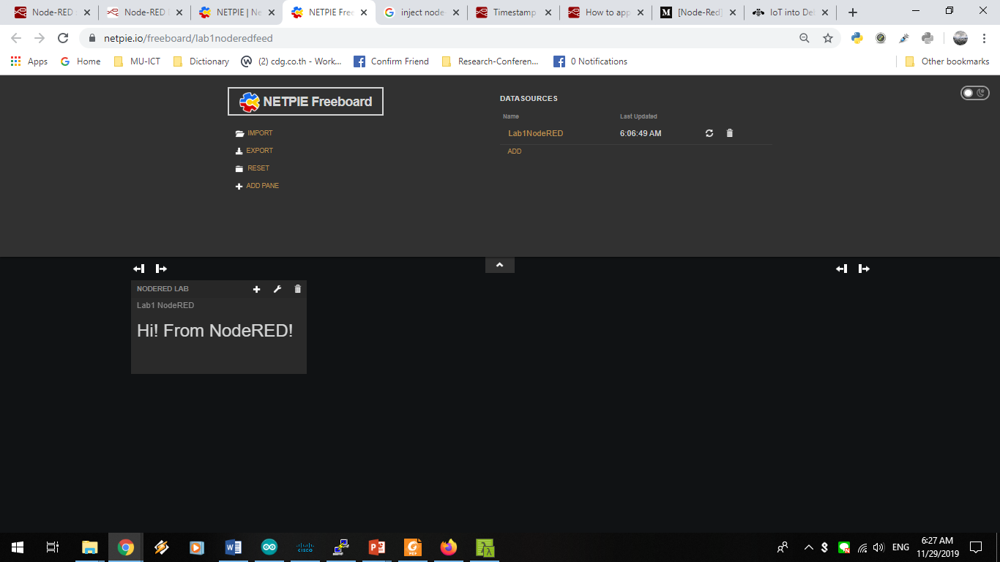 Node-RED
Node-RED
NETPIE | Ne
NETPIE Free
inject node-
Timestamp
How to app
[Node-Red]
IoT into De
netpie.io/freeboard/lab1noderedfeed
Apps
Home
MU-ICT
Dictionary
(2) cdg.co.th - Work...
Confirm Friend
Research-Conferen...
0 Notifications
Other bookmarks
NETPIE Freeboard
IMPORT
EXPORT
RESET
ADD PANE
DATASOURCES
Name Last Updated
Lab1NodeRED 6:06:49 AM
ADD
NODERED LAB
Lab1 NodeRED
Hi! From NodeRED!
cisco
PDF
ENG
6:27 AM
11/29/2019